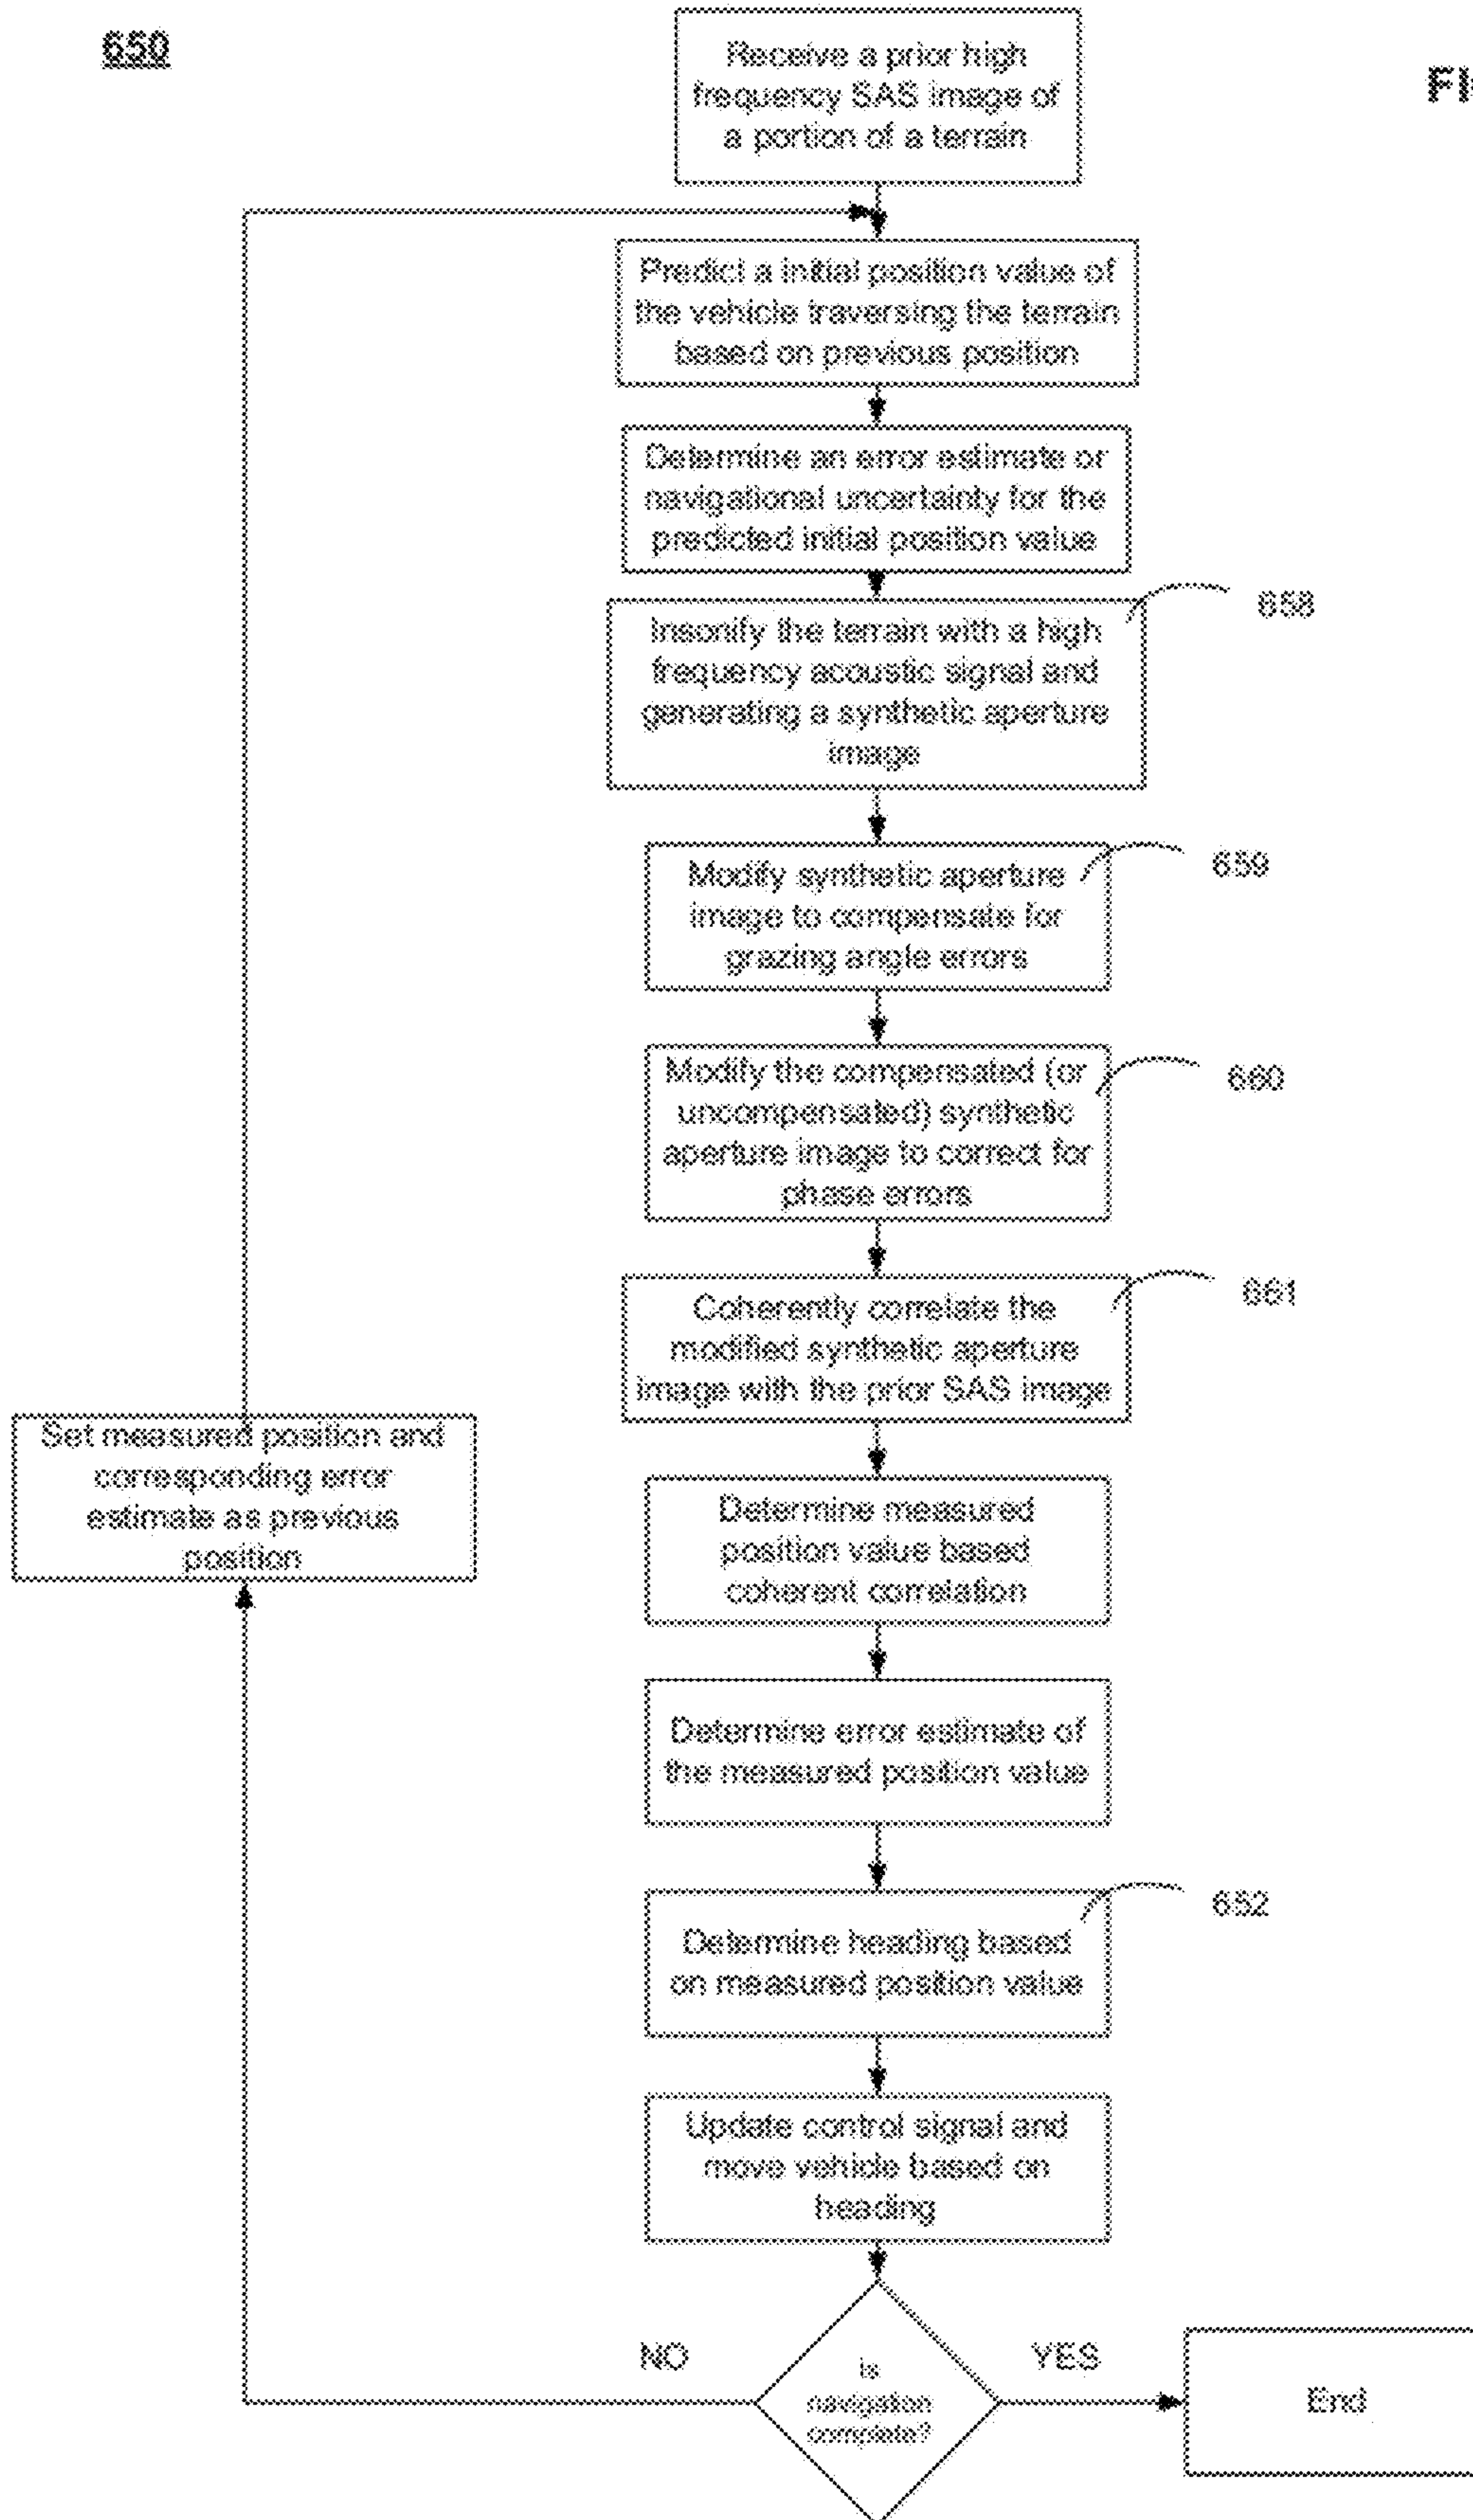 650
FI
Receive a prior high
frequency SAS image of
a portion of a terrain
Predict a initial position value of
the vehicle traversing the terrain
based on previous position
Determine an error estimate or
navigational uncertainty for the
predicted initial position value
658
Insonify the terrain with a high
frequency acoustic signal and
generating a synthetic aperture
image
659
Modify synthetic aperture
image to compensate for
grazing angle errors
660
Modify the compensated (or
uncompensated) synthetic
aperture image to correct for
phase errors
661
Coherently correlate the
modified synthetic aperture
image with the prior SAS image
Set measured position and
corresponding error
estimate as previous
position
Determine measured
position value based
coherent correlation
Determine error estimate of
the measured position value
652
Determine heading based
on measured position value
Update control signal and
move vehicle based on
heading
NO
YES
is
navigation
complete?
End